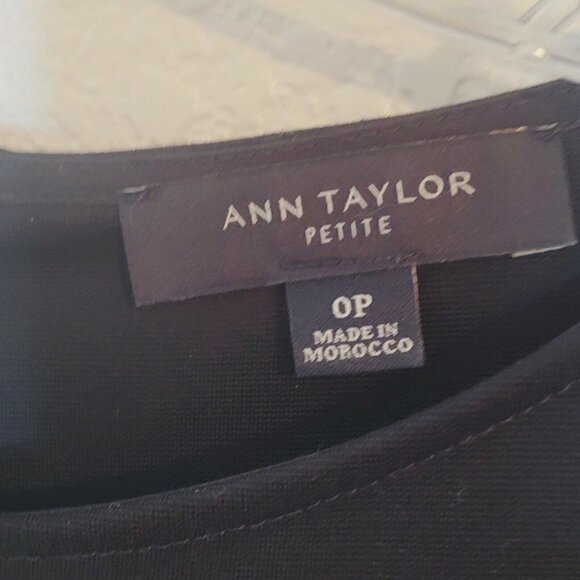 ANN TAYLOR
PETITE
0P
MADE IN
MOROCCO